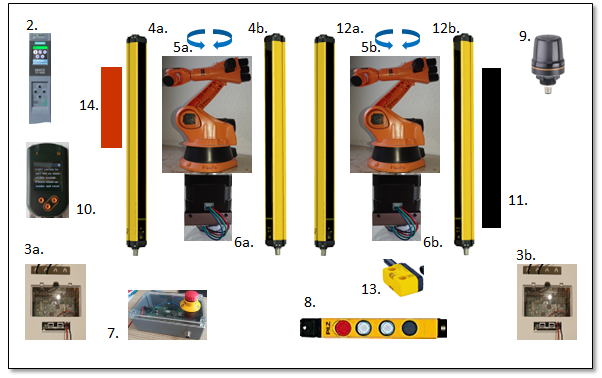 2.
4a.
4b.
12a.
12b.
9.
5a.
5b.
14.
10.
11.
6a.
6b.
3a.
3b.
13.
7.
8.
PILZ